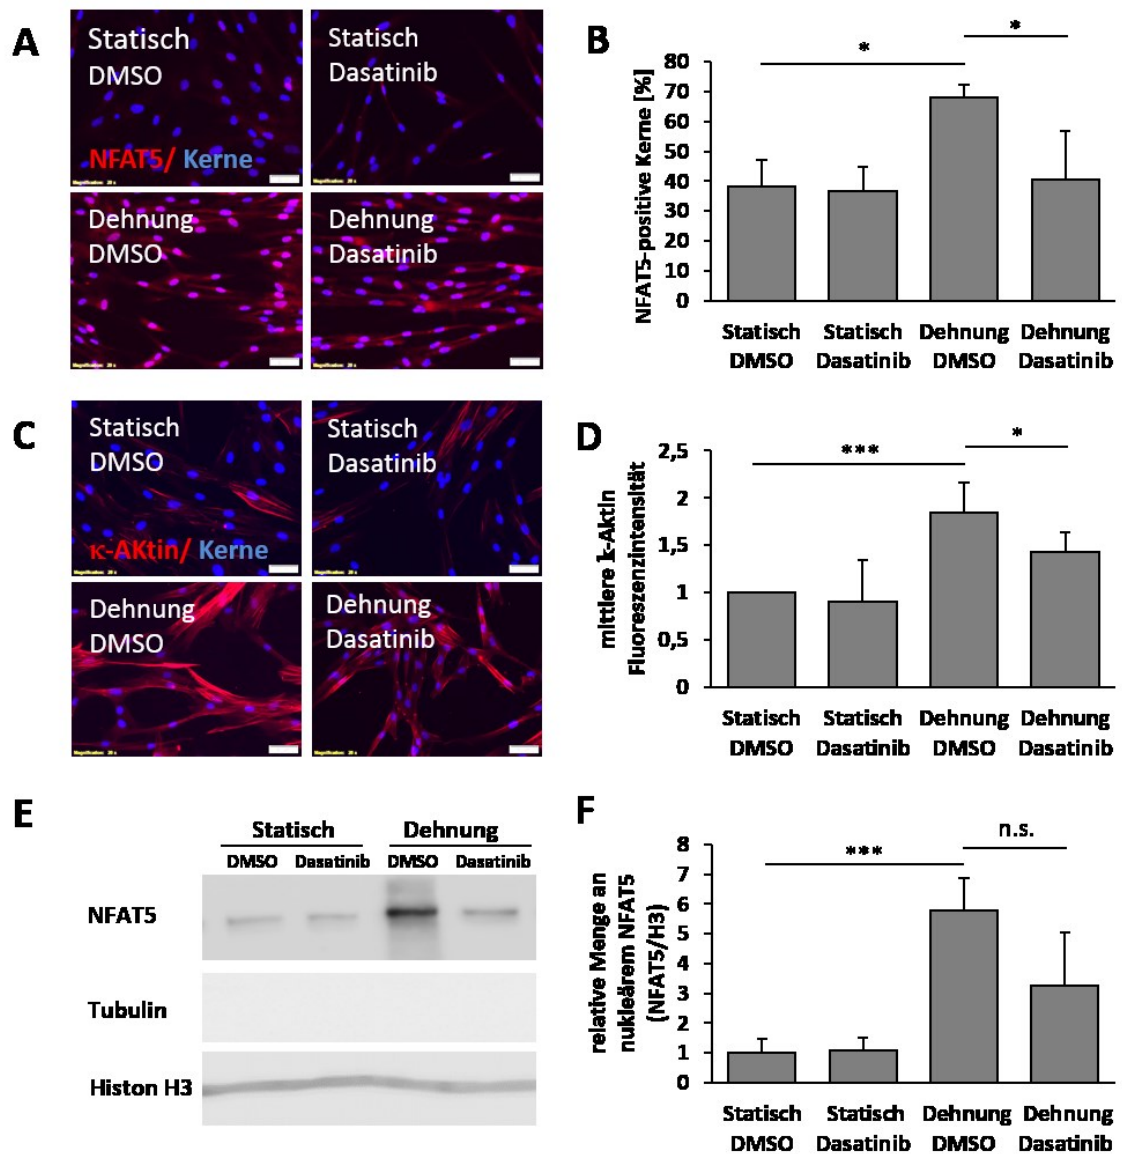 A
Statisch
DMSO
NFAT5/ Kerne
Statisch
Dasatinib
Dehnung
DMSO
Dehnung
Dasatinib
B
*
*
NFAT5-positive Kerne [%]
80
70
60
50
40
30
20
10
0
Statisch
DMSO
Statisch
Dasatinib
Dehnung
DMSO
Dehnung
Dasatinib
C
Statisch
DMSO
κ-AKtin/ Kerne
Statisch
Dasatinib
Dehnung
DMSO
Dehnung
Dasatinib
D
***
*
mittlere k-Aktin
Fluoreszenzintensität
2,5
2
1,5
1
0,5
0
Statisch
DMSO
Statisch
Dasatinib
Dehnung
DMSO
Dehnung
Dasatinib
E
Statisch
Dehnung
DMSO
Dasatinib
DMSO
Dasatinib
NFAT5
Tubulin
Histon H3
F
***
n.s.
relative Menge an
nukleärem NFAT5
(NFAT5/H3)
8
7
6
5
4
3
2
1
0
Statisch
DMSO
Statisch
Dasatinib
Dehnung
DMSO
Dehnung
Dasatinib